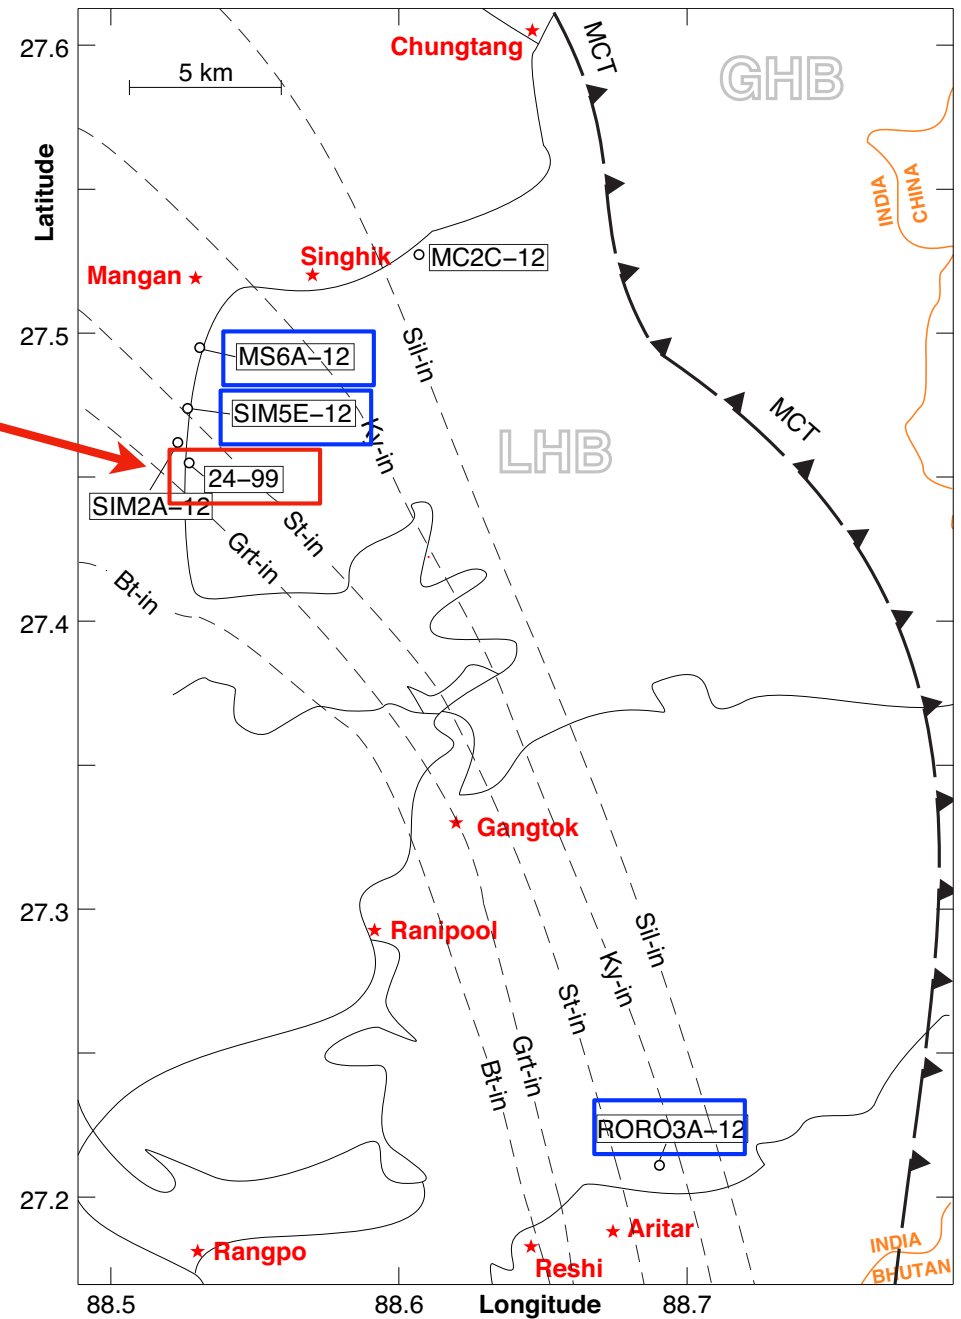 27.6
Chungtang
MCT
GHB
5 km
Latitude
INDIA
CHINA
Singhik
MC2C−12
Mangan
27.5
MS6A−12
Sil-in
SIM5E−12
MCT
Ky-in
LHB
24−99
SIM2A−12
St-in
Grt-in
Bt-in
27.4
Gangtok
27.3
Ranipool
Sil-in
Ky-in
St-in
Grt-in
Bt-in
RORO3A−12
27.2
Aritar
Rangpo
Reshi
INDIA
BHUTAN
88.5
88.6
Longitude
88.7